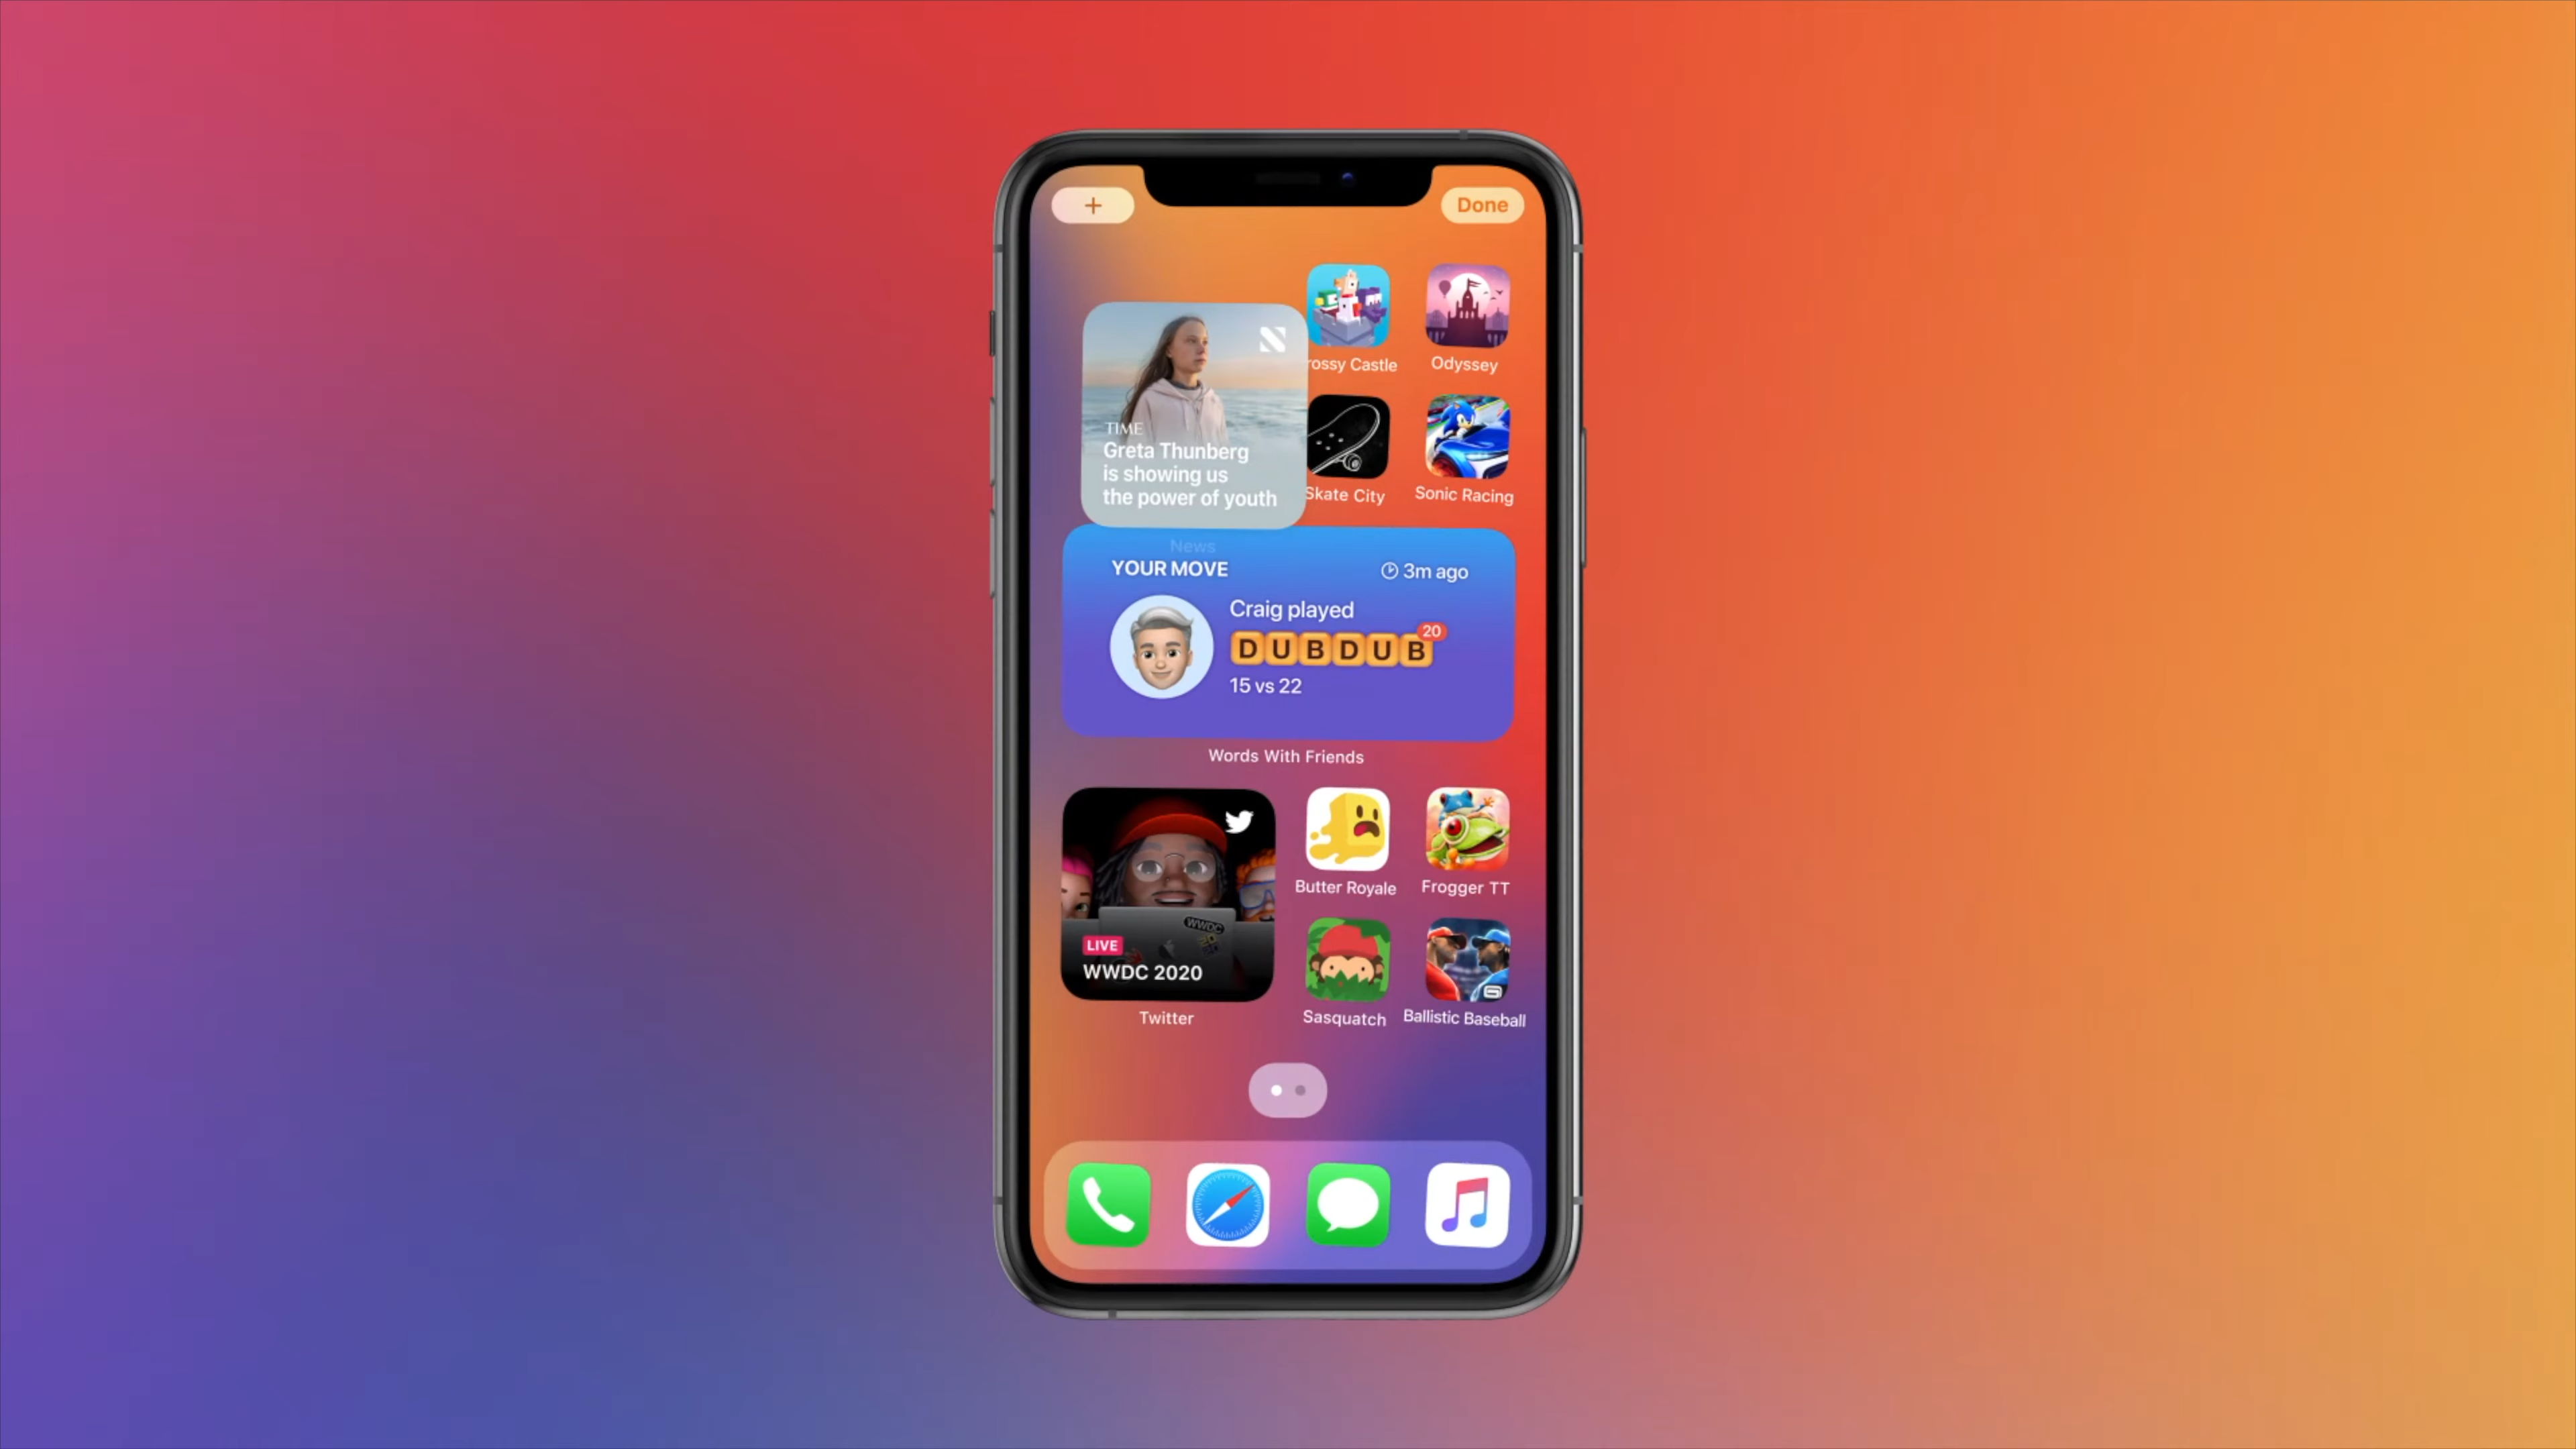 +
Done
rossy Castle
Odyssey
TIME
Greta Thunberg
is showing us
the power of youth
Skate City
Sonic Racing
News
YOUR MOVE
3m ago
Craig played
DUBDUB
20
15 vs 22
Words With Friends
WWDC
LIVE
WWDC 2020
Twitter
Butter Royale
Frogger TT
Sasquatch
Ballistic Baseball